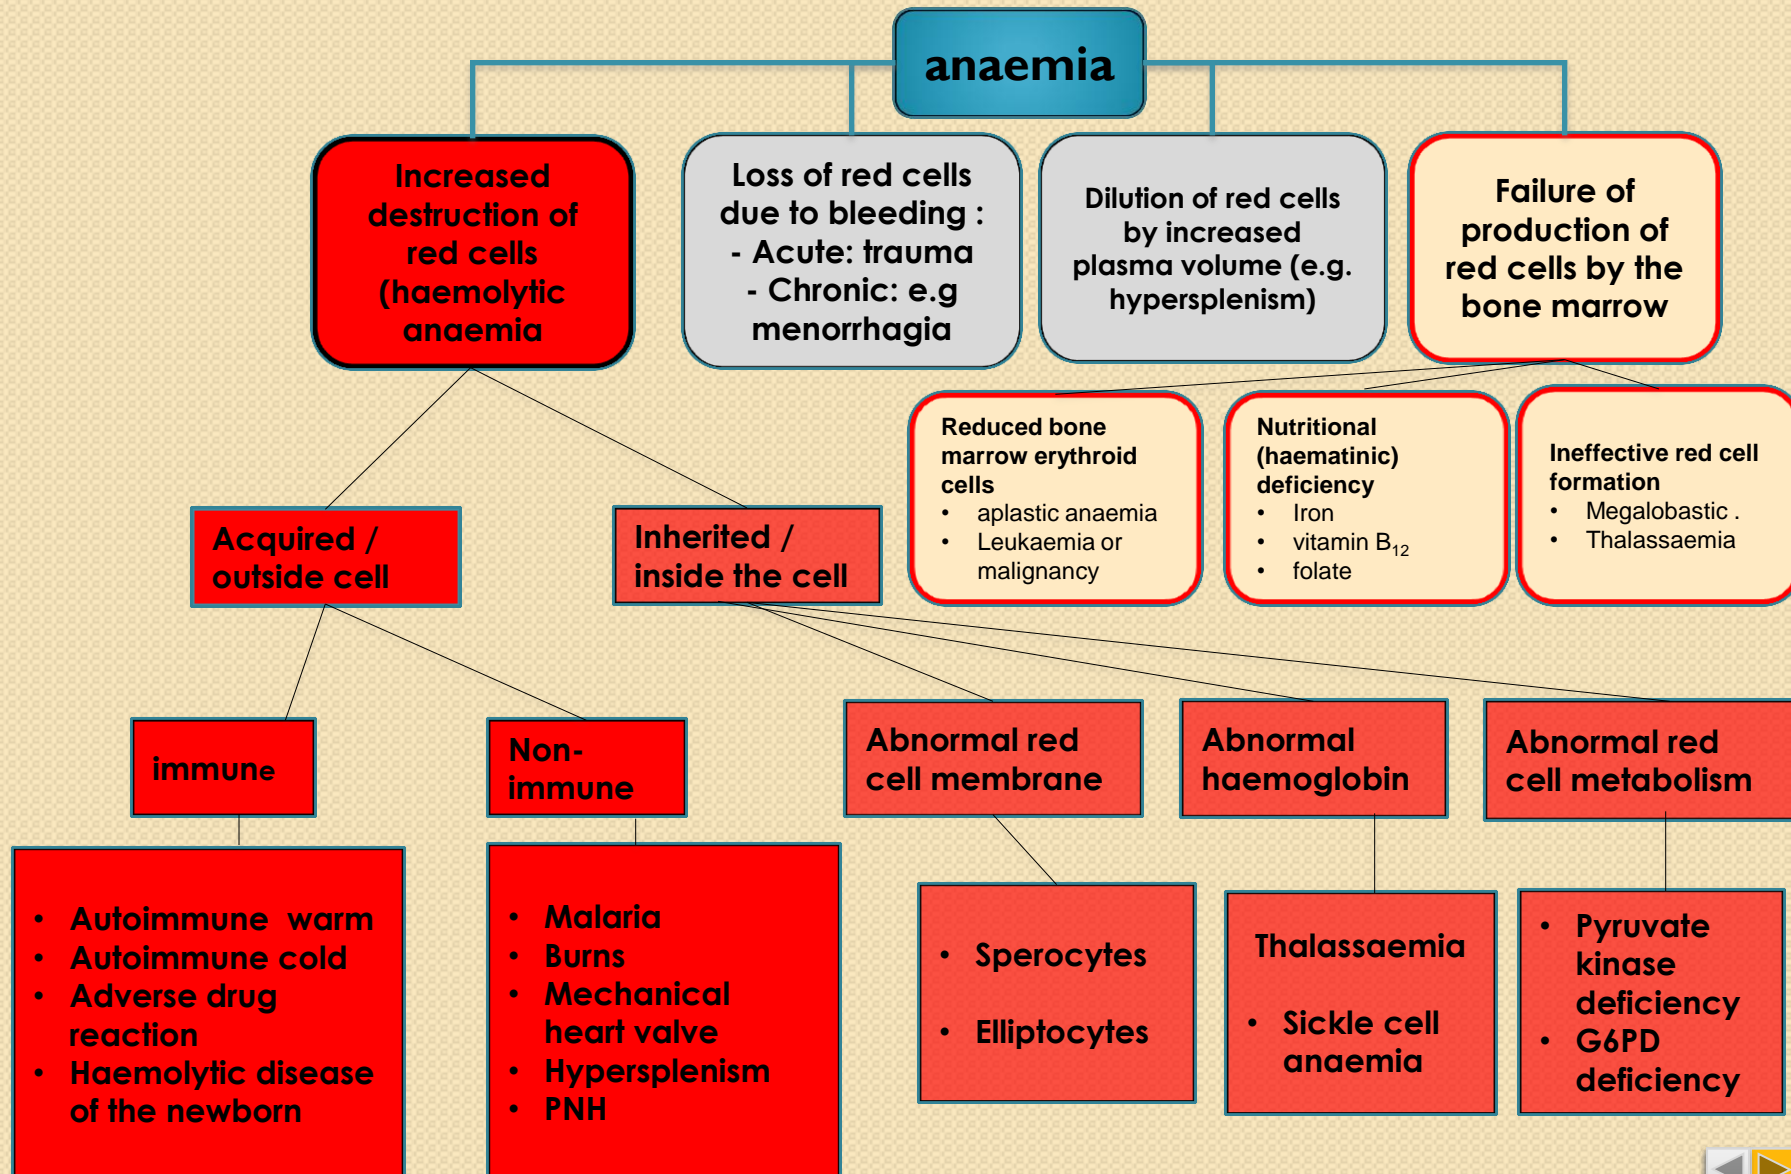 anaemia
Increased
destruction of
red cells
(haemolytic
anaemia
Loss of red cells
due to bleeding :
- Acute: trauma
- Chronic: e.g
menorrhagia
Dilution of red cells
by increased
plasma volume (e.g.
hypersplenism)
Failure of
production of
red cells by the
bone marrow
Reduced bone
marrow erythroid
cells
• aplastic anaemia
• Leukaemia or
malignancy
Nutritional
(haematinic)
deficiency
• Iron
• vitamin B₁₂
• folate
Ineffective red cell
formation
• Megalobastic .
• Thalassaemia
Acquired /
outside cell
Inherited /
inside the cell
immune
Non-
immune
Abnormal red
cell membrane
Abnormal
haemoglobin
Abnormal red
cell metabolism
• Autoimmune warm
• Autoimmune cold
• Adverse drug
reaction
• Haemolytic disease
of the newborn
• Malaria
• Burns
• Mechanical
heart valve
• Hypersplenism
• PNH
• Sperocytes
• Elliptocytes
Thalassaemia
• Sickle cell
anaemia
• Pyruvate
kinase
deficiency
• G6PD
deficiency